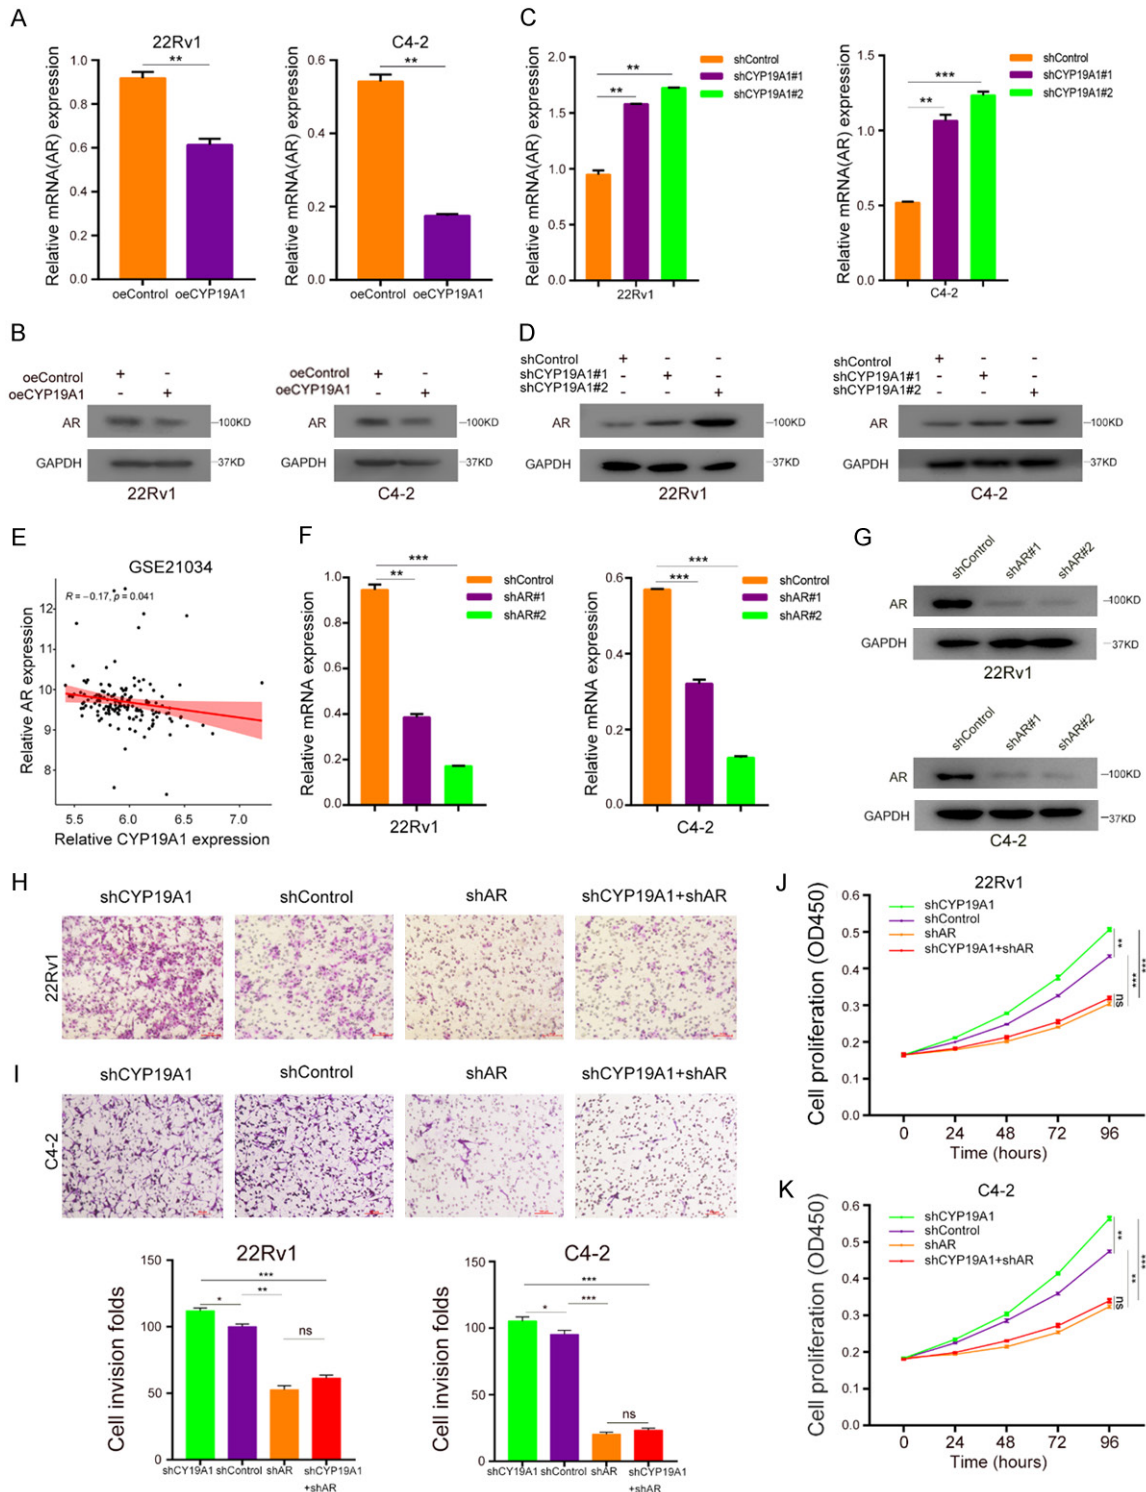 A
22Rv1
**
Relative mRNA(AR) expression
1.0
0.8
0.6
0.4
0.2
0.0
oeControl oeCYP19A1
C4-2
**
Relative mRNA(AR) expression
0.6
0.4
0.2
0.0
oeControl oeCYP19A1
C
Relative mRNA(AR) expression
2.0
1.5
1.0
2.0
0.0
**
**
22Rv1
shControl
shCYP19A1#1
shCYP19A1#2
Relative mRNA(AR) expression
1.5
1.0
0.5
0.0
***
**
C4-2
shControl
shCYP19A1#1
shCYP19A1#2
B
oeControl + -
oeCYP19A1 - +
AR –100KD
GAPDH –37KD
22Rv1
oeControl + -
oeCYP19A1 - +
AR –100KD
GAPDH –37KD
C4-2
D
shControl + - -
shCYP19A1#1 - + -
shCYP19A1#2 - - +
AR –100KD
GAPDH –37KD
22Rv1
shControl + - -
shCYP19A1#1 - + -
shCYP19A1#2 - - +
AR –100KD
GAPDH –37KD
C4-2
E
GSE21034
R = −0.17, p = 0.041
Relative AR expression
12
11
10
9
8
5.5 6.0 6.5 7.0
Relative CYP19A1 expression
F
Relative mRNA expression
1.0
0.8
0.6
0.4
0.2
0.0
***
**
22Rv1
shControl
shAR#1
shAR#2
Relative mRNA expression
0.6
0.4
0.2
0.0
***
***
C4-2
shControl
shAR#1
shAR#2
G
shControl shAR#1 shAR#2
AR –100KD
GAPDH –37KD
22Rv1
shControl shAR#1 shAR#2
AR –100KD
GAPDH –37KD
C4-2
H
shCYP19A1 shControl shAR shCYP19A1+shAR
22Rv1
I
shCYP19A1 shControl shAR shCYP19A1+shAR
C4-2
22Rv1
Cell invision folds
150
100
50
0
***
**
*
ns
shCY19A1 shControl shAR shCYP19A1
+shAR
C4-2
Cell invision folds
150
100
50
0
***
***
*
ns
shCY19A1 shControl shAR shCYP19A1
+shAR
J
22Rv1
Cell proliferation (OD450)
0.6
0.5
0.4
0.3
0.2
0.1
0.0
shCYP19A1
shControl
shAR
shCYP19A1+shAR
**
***
***
ns
0 24 48 72 96
Time (hours)
K
C4-2
Cell proliferation (OD450)
0.6
0.5
0.4
0.3
0.2
0.1
0.0
shCYP19A1
shControl
shAR
shCYP19A1+shAR
**
**
***
ns
0 24 48 72 96
Time (hours)